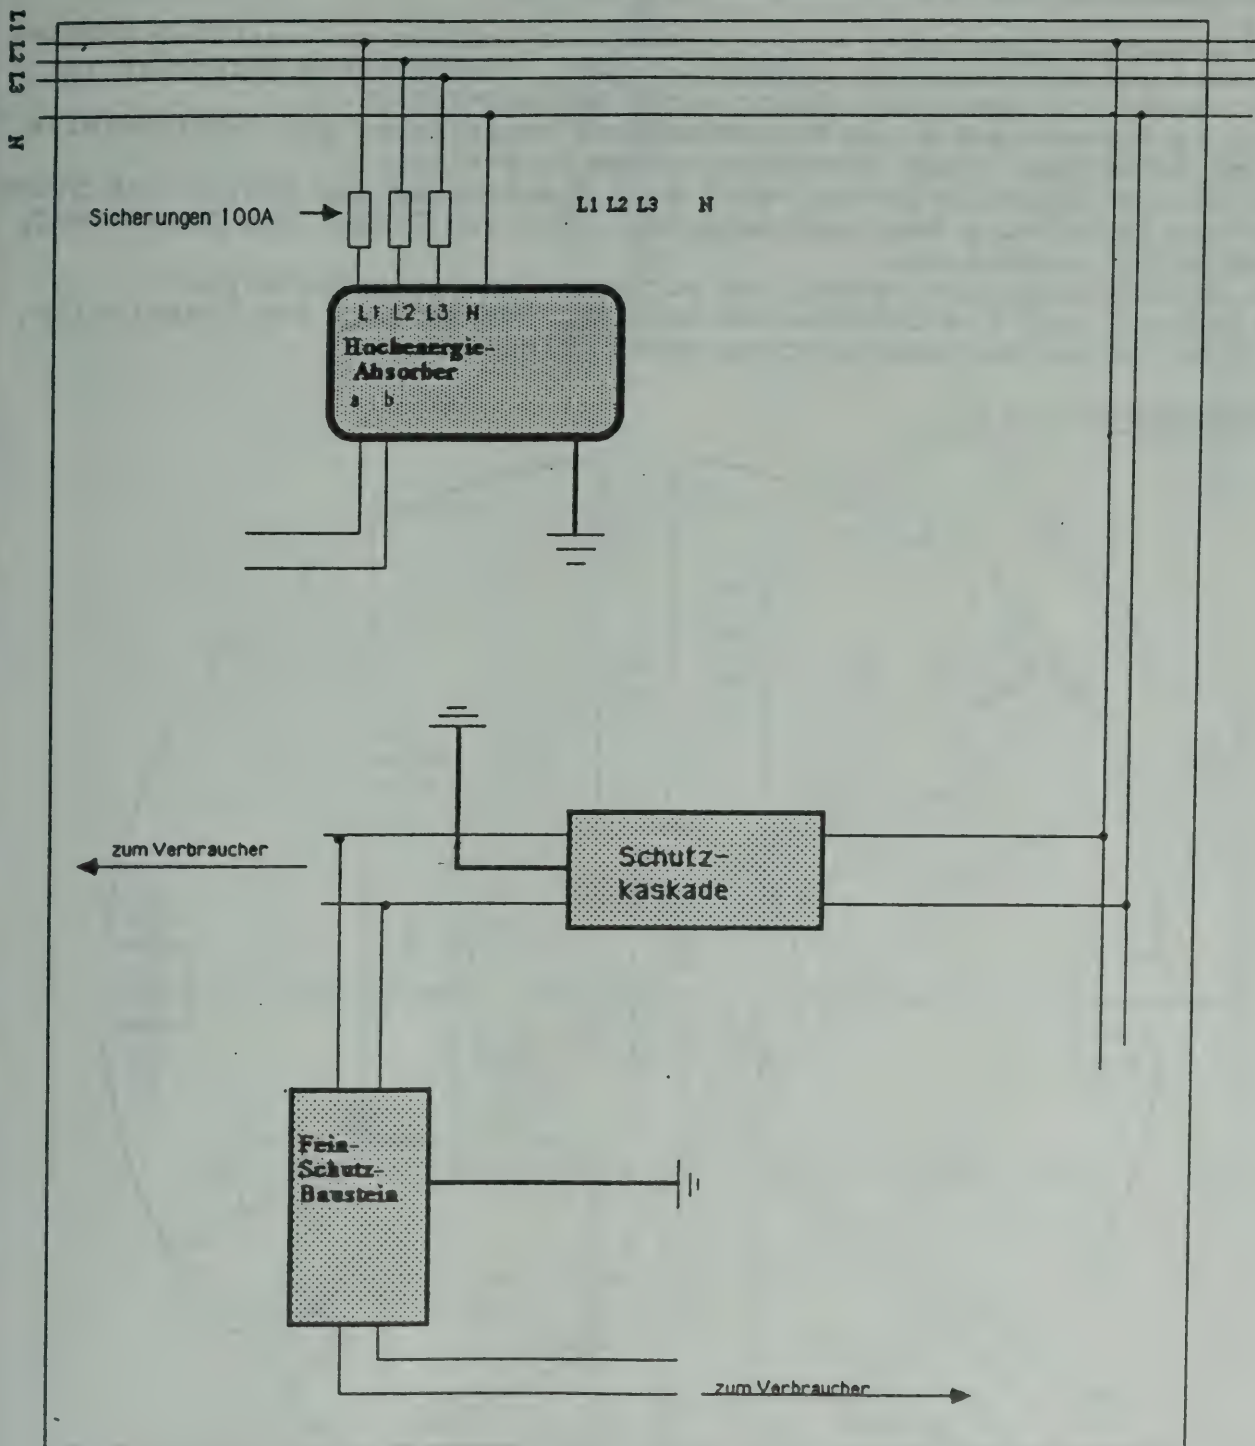 L1 L2 L3 N
Sicherungen 100A
L1 L2 L3 N
L1 L2 L3 N
Hochenergie-
Absorber
a b
zum Verbraucher
Schutz-
kaskade
Fein-
Schutz-
Baustein
zum Verbraucher